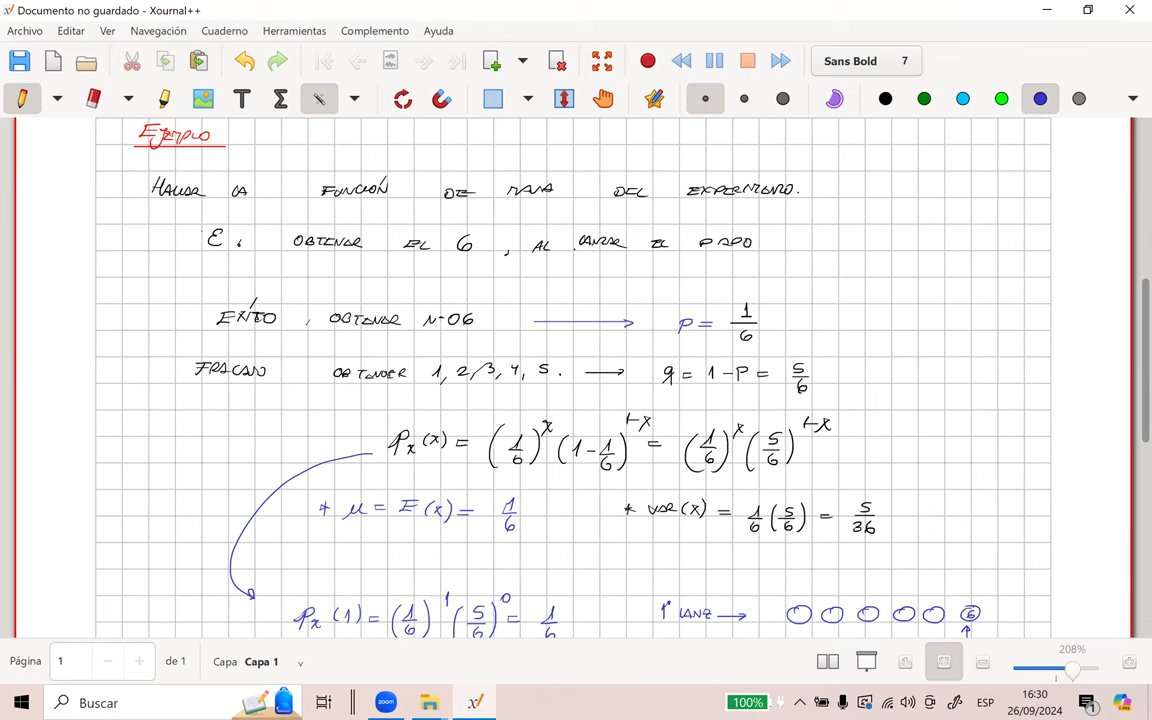 Documento no guardado - Xournal++
Archivo Editar Ver Navegación Cuaderno Herramientas Complemento Ayuda
Sans Bold 7
EJEMPLO
HALLAR LA FUNCIÓN DE MASA DEL EXPERIMENTO.
E: OBTENER EL 6, AL LANZAR EL DADO
ÉXITO, OBTENER N-06 → p = 1/6
FRACASO OBTENER 1, 2, 3, 4, 5. → q = 1 - P = 5/6
Px(x) = (1/6)^x (1 - 1/6)^1-x = (1/6)^x (5/6)^1-x
* μ = E(x) = 1/6 * VAR(x) = 1/6 (5/6) = 5/36
Px(1) = (1/6)^1 (5/6)^0 = 1/6 1° LANZ → 6
Página 1 de 1 Capa Capa 1 208%
Buscar zoom 100% ESP 16:30
26/09/2024 1